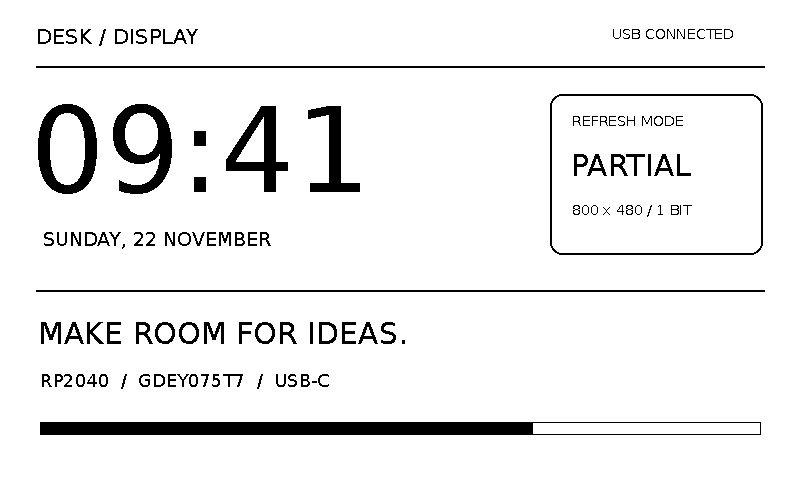 DESK / DISPLAY
USB CONNECTED
09:41
SUNDAY, 22 NOVEMBER
REFRESH MODE
PARTIAL
800 x 480 / 1 BIT
MAKE ROOM FOR IDEAS.
RP2040 / GDEY075T7 / USB-C